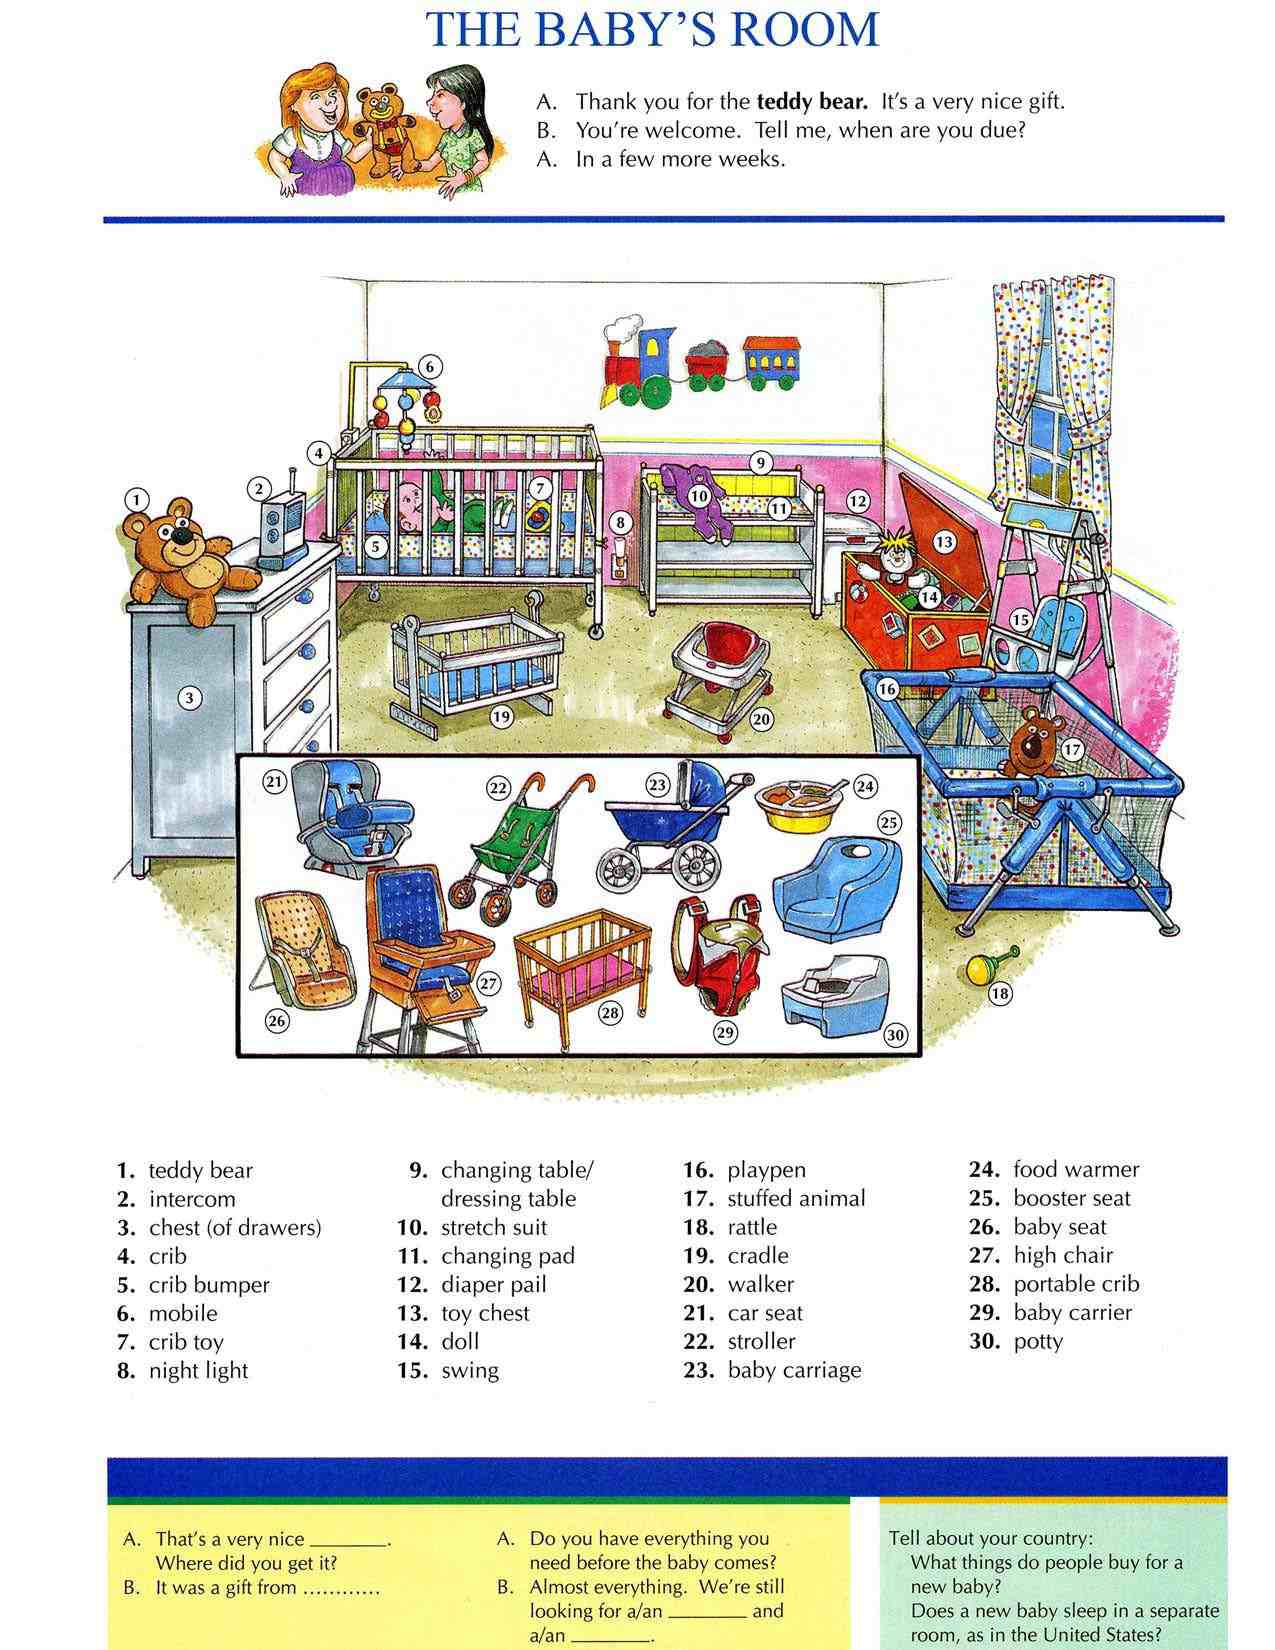 THE BABY'S ROOM
A. Thank you for the teddy bear. It's a very nice gift.
B. You're welcome. Tell me, when are you due?
A. In a few more weeks.
6
4
9
1
2
7
10
12
11
8
5
13
14
15
3
16
19
20
17
21
22
23
24
25
27
18
26
28
29
30
1. teddy bear
2. intercom
3. chest (of drawers)
4. crib
5. crib bumper
6. mobile
7. crib toy
8. night light
9. changing table/
dressing table
10. stretch suit
11. changing pad
12. diaper pail
13. toy chest
14. doll
15. swing
16. playpen
17. stuffed animal
18. rattle
19. cradle
20. walker
21. car seat
22. stroller
23. baby carriage
24. food warmer
25. booster seat
26. baby seat
27. high chair
28. portable crib
29. baby carrier
30. potty
A. That's a very nice ________.
Where did you get it?
B. It was a gift from ............
A. Do you have everything you
need before the baby comes?
B. Almost everything. We're still
looking for a/an ________ and
a/an ________.
Tell about your country:
What things do people buy for a
new baby?
Does a new baby sleep in a separate
room, as in the United States?